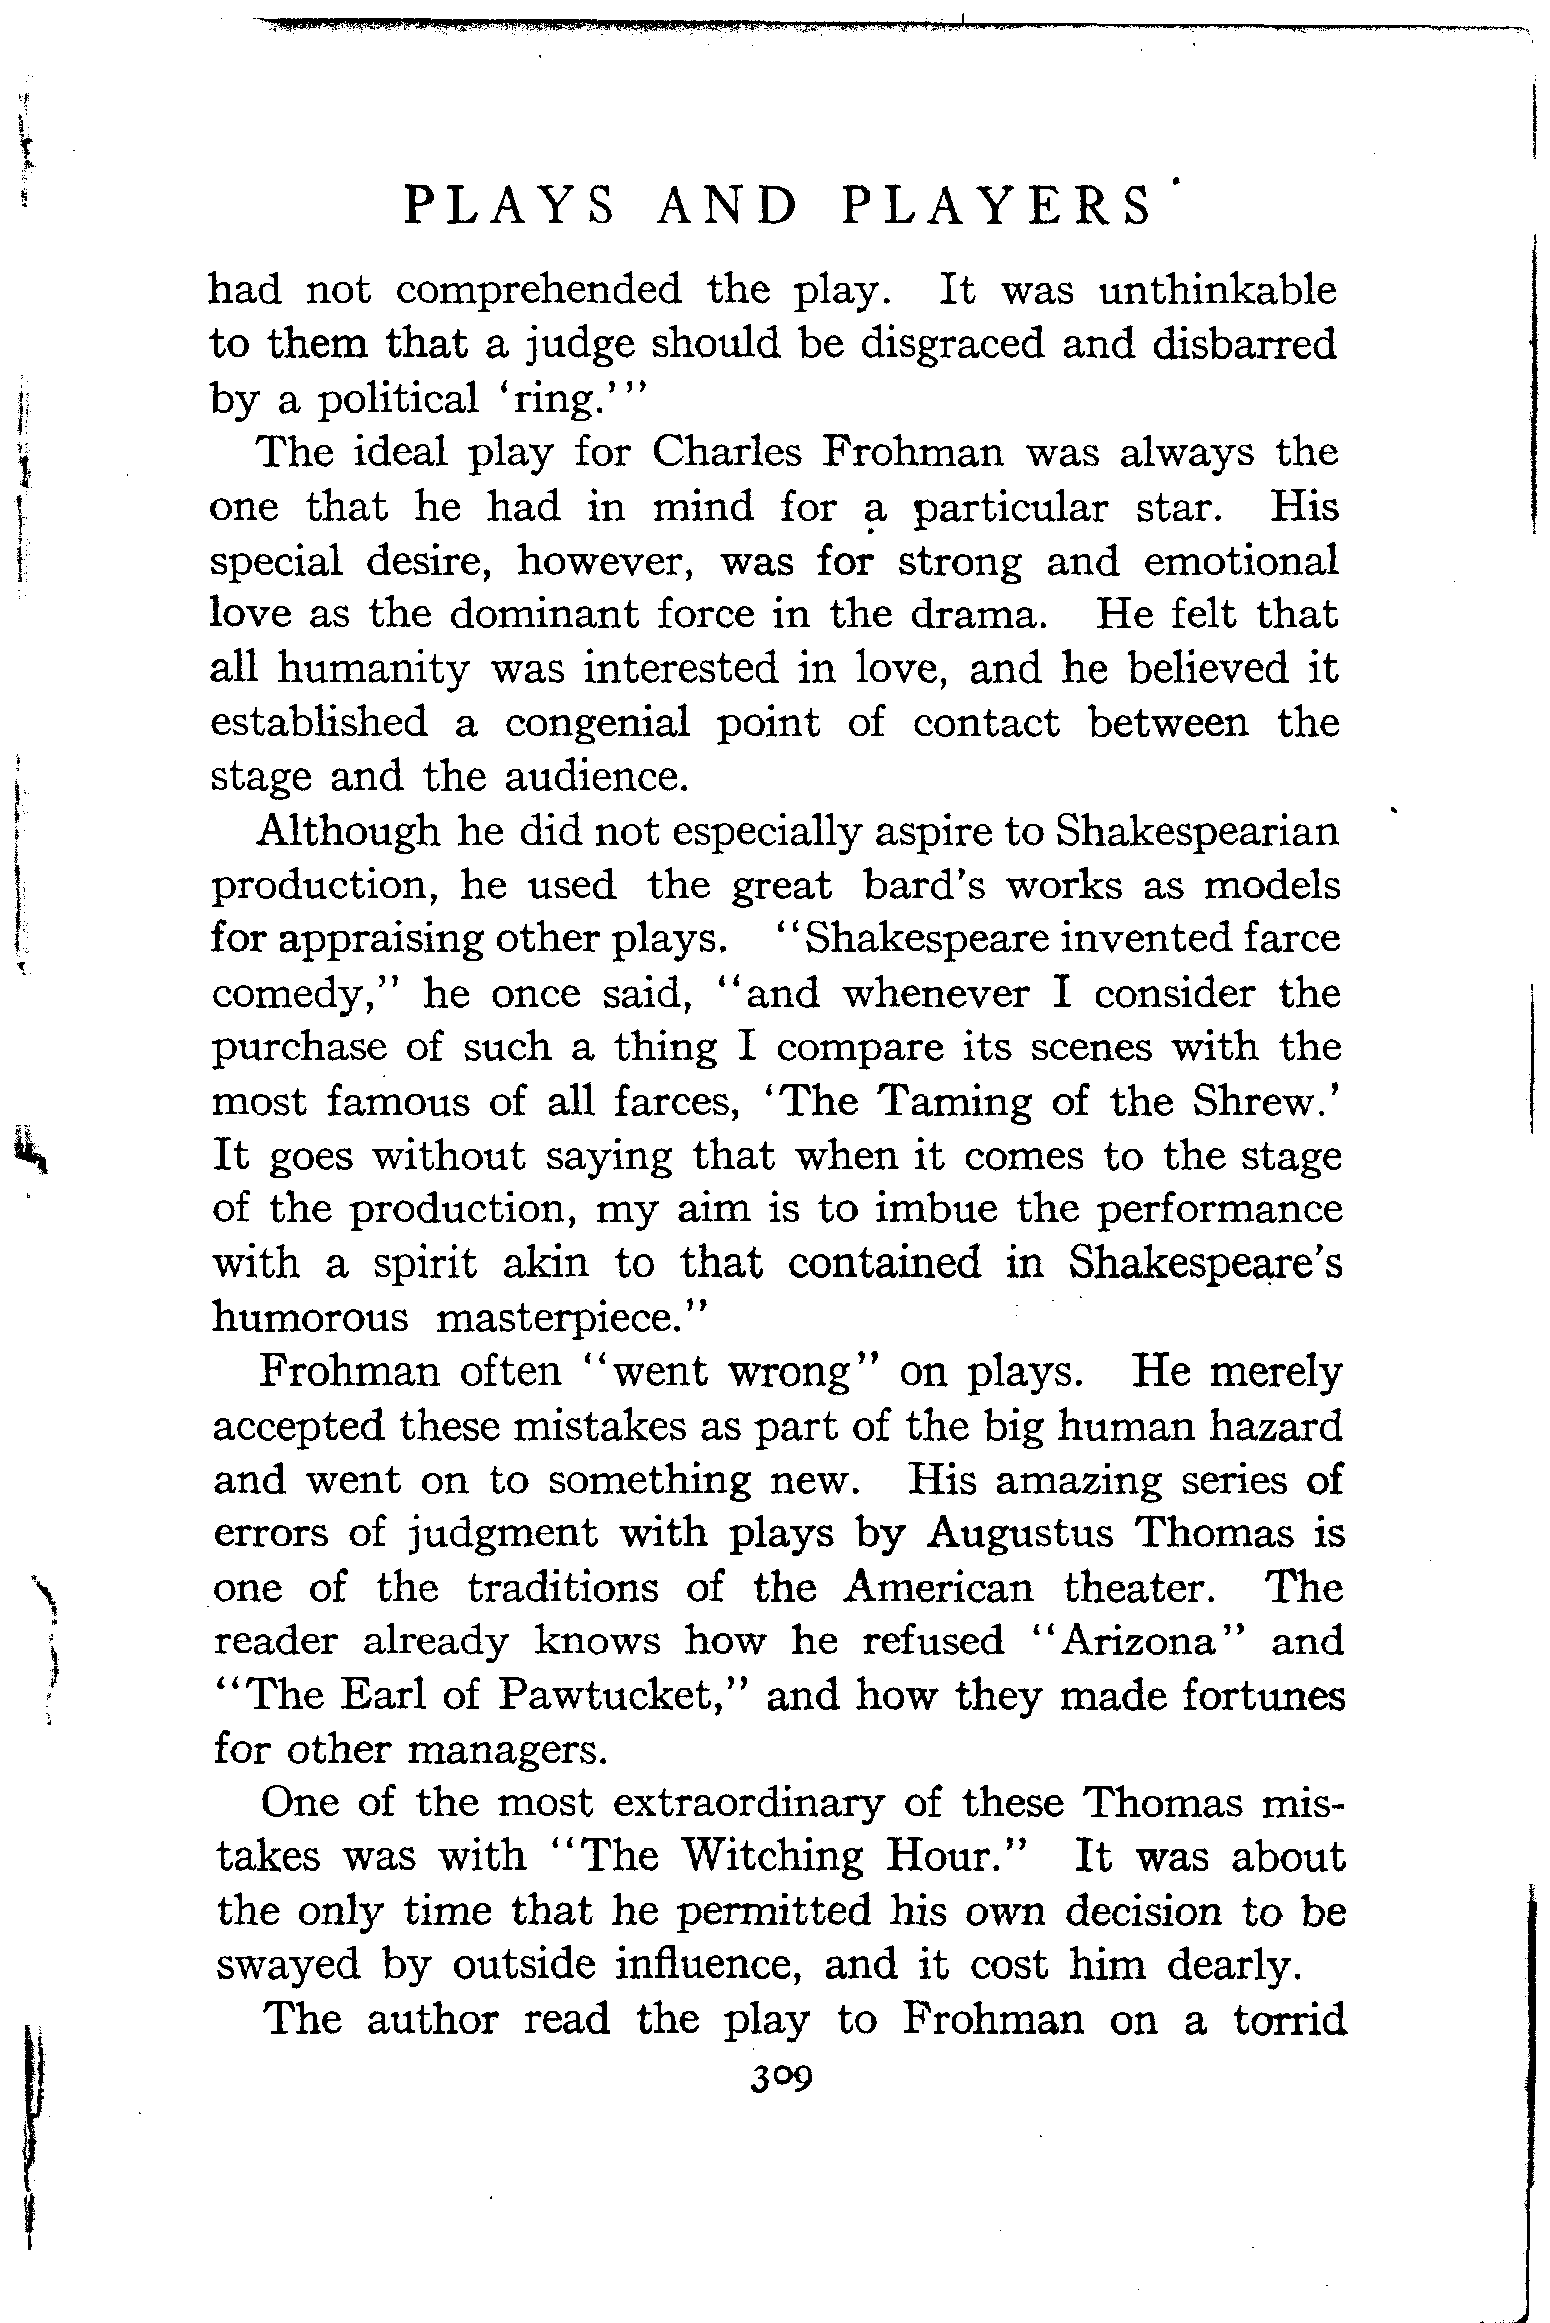 PLAYS AND PLAYERS
had not comprehended the play. It was unthinkable
to them that a judge should be disgraced and disbarred
by a political ‘ring.’”
The ideal play for Charles Frohman was always the
one that he had in mind for a particular star. His
special desire, however, was for strong and emotional
love as the dominant force in the drama. He felt that
all humanity was interested in love, and he believed it
established a congenial point of contact between the
stage and the audience.
Although he did not especially aspire to Shakespearian
production, he used the great bard’s works as models
for appraising other plays. “Shakespeare invented farce
comedy,” he once said, “and whenever I consider the
purchase of such a thing I compare its scenes with the
most famous of all farces, ‘The Taming of the Shrew.’
It goes without saying that when it comes to the stage
of the production, my aim is to imbue the performance
with a spirit akin to that contained in Shakespeare’s
humorous masterpiece.”
Frohman often “went wrong” on plays. He merely
accepted these mistakes as part of the big human hazard
and went on to something new. His amazing series of
errors of judgment with plays by Augustus Thomas is
one of the traditions of the American theater. The
reader already knows how he refused “Arizona” and
“The Earl of Pawtucket,” and how they made fortunes
for other managers.
One of the most extraordinary of these Thomas mis-
takes was with “The Witching Hour.” It was about
the only time that he permitted his own decision to be
swayed by outside influence, and it cost him dearly.
The author read the play to Frohman on a torrid
309